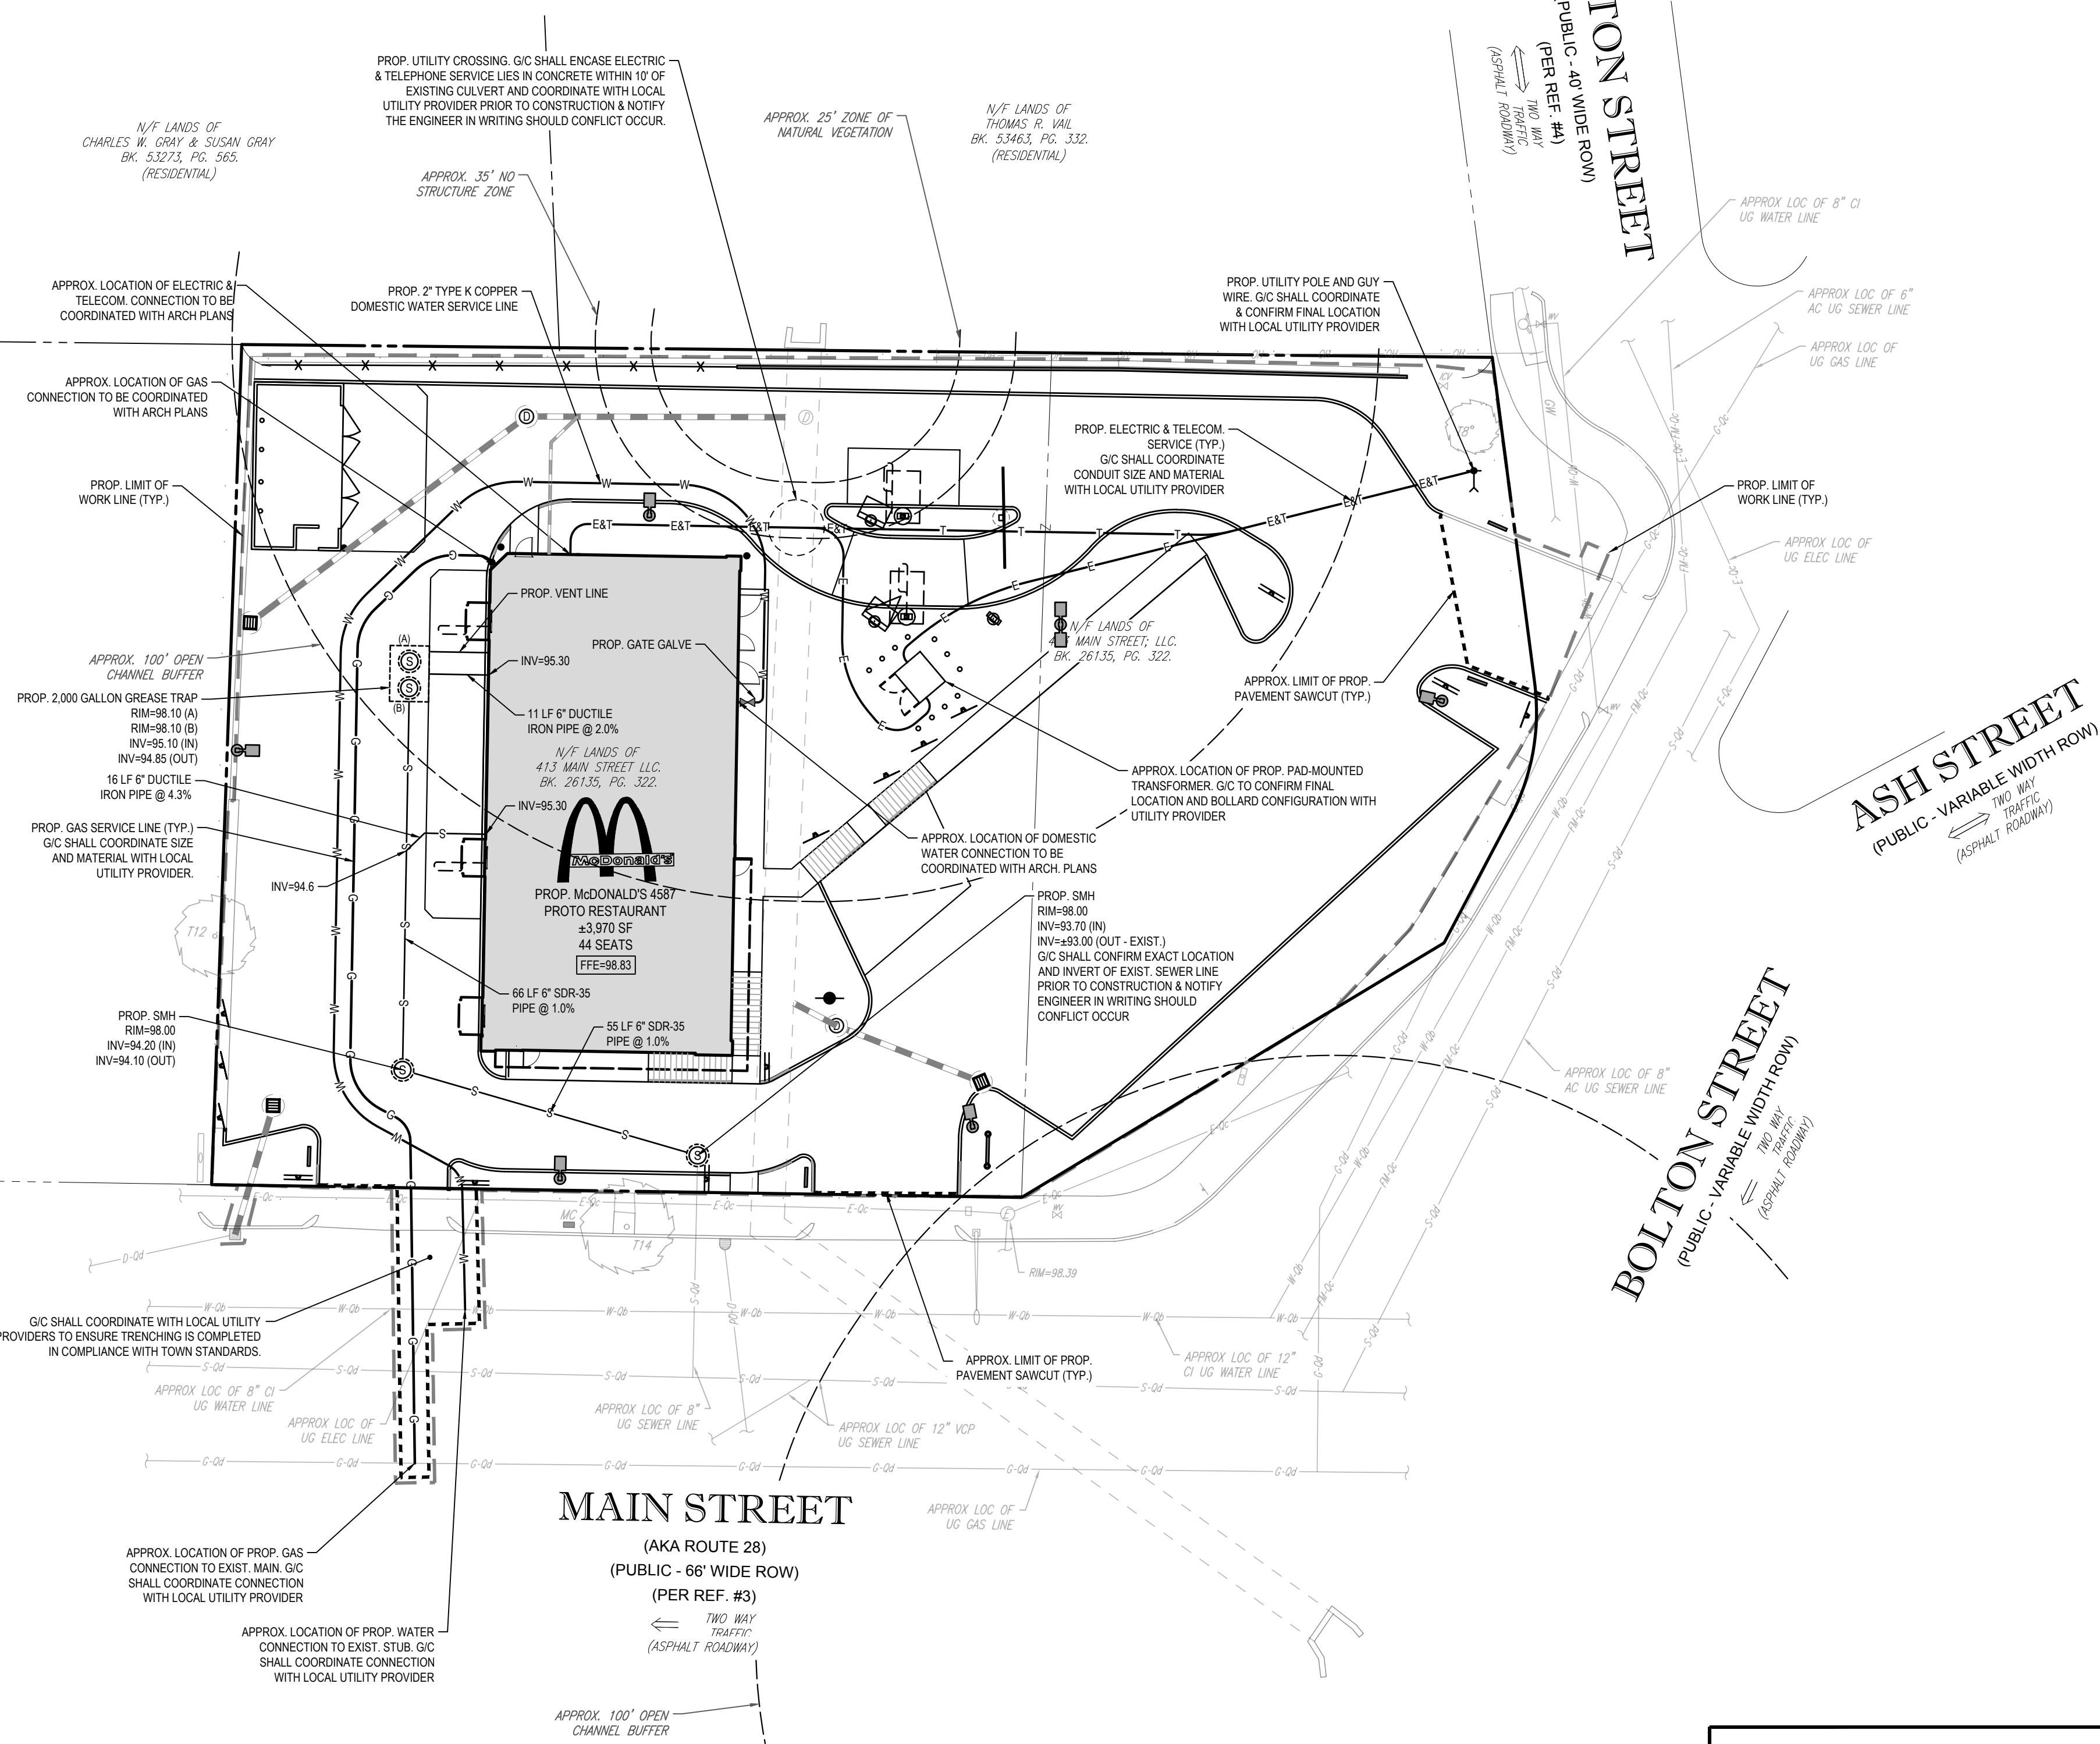 TON STREET
(PUBLIC - 40' WIDE ROW)
(PER REF. #4)
TWO WAY
TRAFFIC
(ASPHALT ROADWAY)
PROP. UTILITY CROSSING. G/C SHALL ENCASE ELECTRIC
& TELEPHONE SERVICE LIES IN CONCRETE WITHIN 10' OF
EXISTING CULVERT AND COORDINATE WITH LOCAL
UTILITY PROVIDER PRIOR TO CONSTRUCTION & NOTIFY
THE ENGINEER IN WRITING SHOULD CONFLICT OCCUR.
N/F LANDS OF
CHARLES W. GRAY & SUSAN GRAY
BK. 53273, PG. 565.
(RESIDENTIAL)
APPROX. 35' NO
STRUCTURE ZONE
APPROX. 25' ZONE OF
NATURAL VEGETATION
N/F LANDS OF
THOMAS R. VAIL
BK. 53463, PG. 332.
(RESIDENTIAL)
APPROX LOC OF 8" CI
UG WATER LINE
APPROX LOC OF 6"
AC UG SEWER LINE
APPROX LOC OF
UG GAS LINE
APPROX. LOCATION OF ELECTRIC &
TELECOM. CONNECTION TO BE
COORDINATED WITH ARCH PLANS
PROP. 2" TYPE K COPPER
DOMESTIC WATER SERVICE LINE
PROP. UTILITY POLE AND GUY
WIRE. G/C SHALL COORDINATE
& CONFIRM FINAL LOCATION
WITH LOCAL UTILITY PROVIDER
APPROX. LOCATION OF GAS
CONNECTION TO BE COORDINATED
WITH ARCH PLANS
PROP. ELECTRIC & TELECOM.
SERVICE (TYP.)
G/C SHALL COORDINATE
CONDUIT SIZE AND MATERIAL
WITH LOCAL UTILITY PROVIDER
PROP. LIMIT OF
WORK LINE (TYP.)
PROP. LIMIT OF
WORK LINE (TYP.)
APPROX LOC OF
UG ELEC LINE
PROP. VENT LINE
PROP. GATE GALVE
INV=95.30
N/F LANDS OF
MAIN STREET; LLC.
BK. 26135, PG. 322.
APPROX. 100' OPEN
CHANNEL BUFFER
(A)
(B)
PROP. 2,000 GALLON GREASE TRAP
RIM=98.10 (A)
RIM=98.10 (B)
INV=95.10 (IN)
INV=94.85 (OUT)
APPROX. LIMIT OF PROP.
PAVEMENT SAWCUT (TYP.)
11 LF 6" DUCTILE
IRON PIPE @ 2.0%
N/F LANDS OF
413 MAIN STREET LLC.
BK. 26135, PG. 322.
16 LF 6" DUCTILE
IRON PIPE @ 4.3%
INV=95.30
APPROX. LOCATION OF PROP. PAD-MOUNTED
TRANSFORMER. G/C TO CONFIRM FINAL
LOCATION AND BOLLARD CONFIGURATION WITH
UTILITY PROVIDER
ASH STREET
(PUBLIC - VARIABLE WIDTH ROW)
TWO WAY
TRAFFIC
(ASPHALT ROADWAY)
PROP. GAS SERVICE LINE (TYP.)
G/C SHALL COORDINATE SIZE
AND MATERIAL WITH LOCAL
UTILITY PROVIDER.
INV=94.6
APPROX. LOCATION OF DOMESTIC
WATER CONNECTION TO BE
COORDINATED WITH ARCH. PLANS
McDonald's
PROP. McDONALD'S 4587
PROTO RESTAURANT
±3,970 SF
44 SEATS
FFE=98.83
PROP. SMH
RIM=98.00
INV=93.70 (IN)
INV=±93.00 (OUT - EXIST.)
G/C SHALL CONFIRM EXACT LOCATION
AND INVERT OF EXIST. SEWER LINE
PRIOR TO CONSTRUCTION & NOTIFY
ENGINEER IN WRITING SHOULD
CONFLICT OCCUR
T12
T8"
66 LF 6" SDR-35
PIPE @ 1.0%
55 LF 6" SDR-35
PIPE @ 1.0%
PROP. SMH
RIM=98.00
INV=94.20 (IN)
INV=94.10 (OUT)
APPROX LOC OF 8"
AC UG SEWER LINE
BOLTON STREET
(PUBLIC - VARIABLE WIDTH ROW)
TWO WAY
TRAFFIC
(ASPHALT ROADWAY)
MC
T14
RIM=98.39
G/C SHALL COORDINATE WITH LOCAL UTILITY
PROVIDERS TO ENSURE TRENCHING IS COMPLETED
IN COMPLIANCE WITH TOWN STANDARDS.
APPROX LOC OF 8" CI
UG WATER LINE
APPROX LOC OF
UG ELEC LINE
APPROX LOC OF 8"
UG SEWER LINE
APPROX LOC OF 12" VCP
UG SEWER LINE
APPROX. LIMIT OF PROP.
PAVEMENT SAWCUT (TYP.)
APPROX LOC OF 12"
CI UG WATER LINE
APPROX LOC OF
UG GAS LINE
MAIN STREET
(AKA ROUTE 28)
(PUBLIC - 66' WIDE ROW)
(PER REF. #3)
TWO WAY
TRAFFIC
(ASPHALT ROADWAY)
APPROX. LOCATION OF PROP. GAS
CONNECTION TO EXIST. MAIN. G/C
SHALL COORDINATE CONNECTION
WITH LOCAL UTILITY PROVIDER
APPROX. LOCATION OF PROP. WATER
CONNECTION TO EXIST. STUB. G/C
SHALL COORDINATE CONNECTION
WITH LOCAL UTILITY PROVIDER
APPROX. 100' OPEN
CHANNEL BUFFER